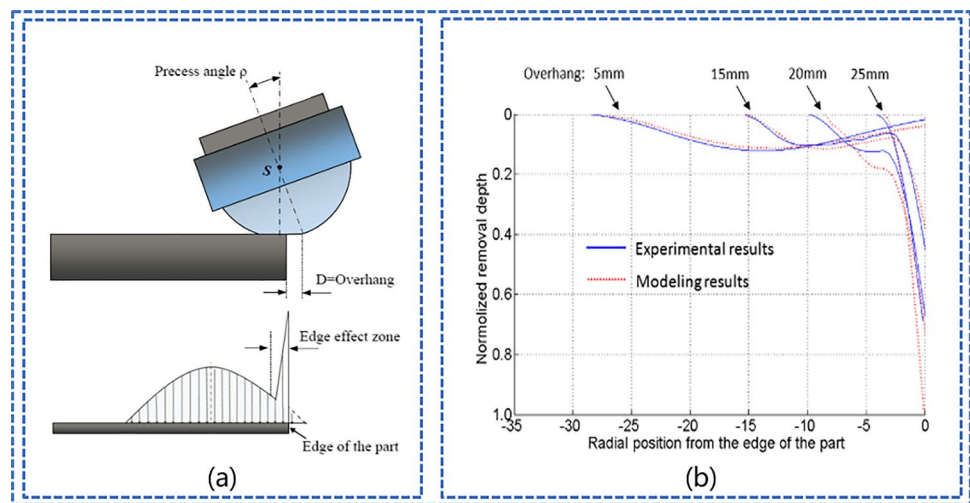 Precess angle ρ
S
D=Overhang
Edge effect zone
Edge of the part
(a)
Overhang: 5mm 15mm 20mm 25mm
0
0.2
0.4
0.6
0.8
1.0
Normolized removal depth
Experimental results
Modeling results
-35 -30 -25 -20 -15 -10 -5 0
Radial position from the edge of the part
(b)